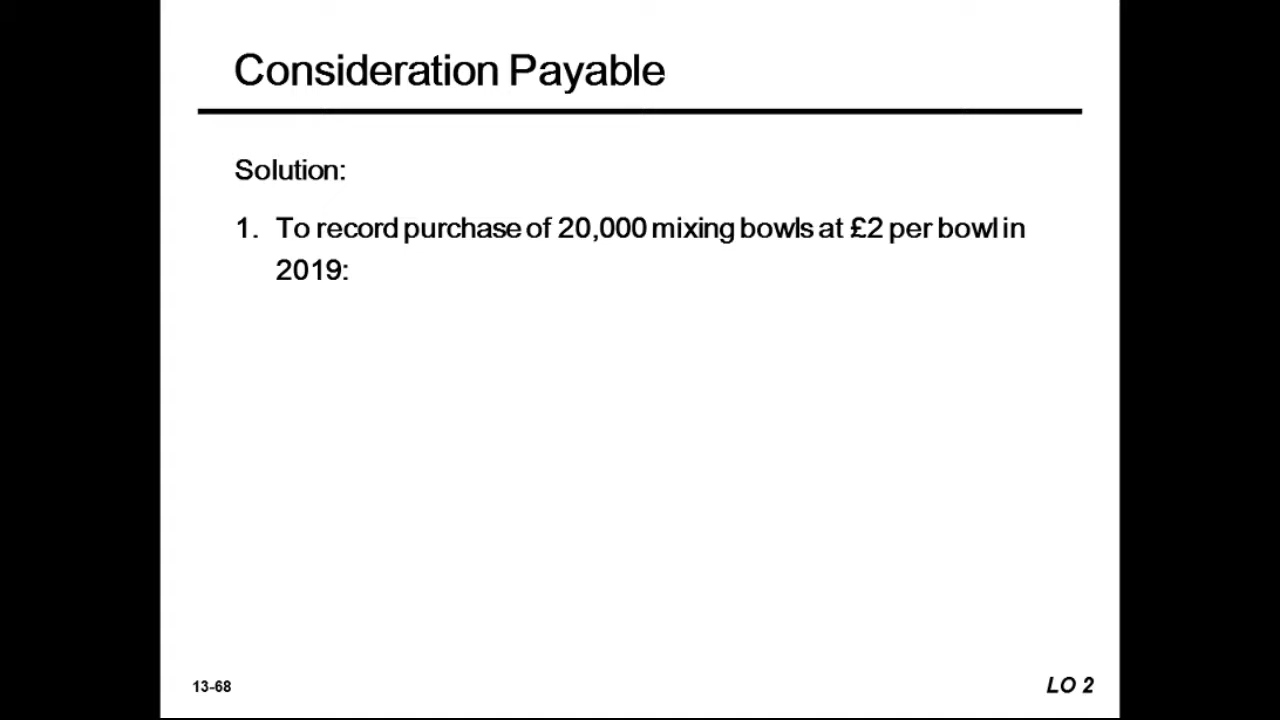 Consideration Payable
Solution:
1. To record purchase of 20,000 mixing bowls at £2 per bowl in
2019:
13-68
LO 2